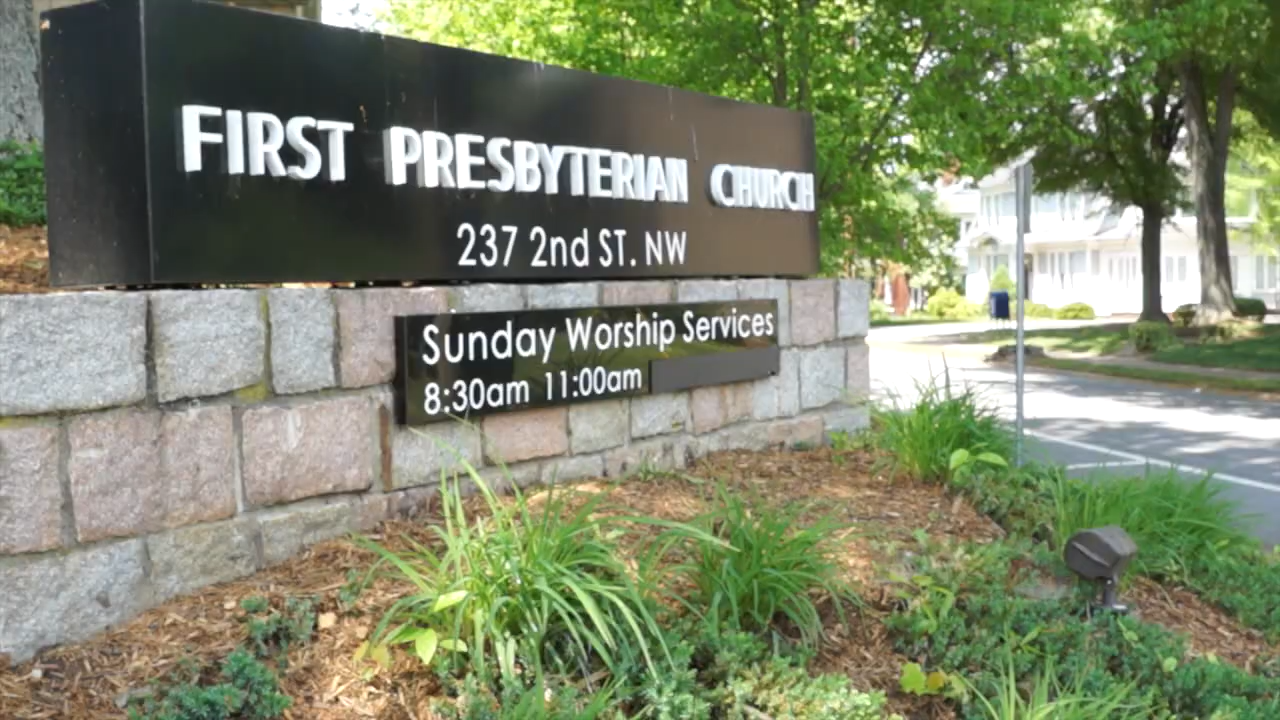 FIRST PRESBYTERIAN CHURCH
237 2nd ST. NW
Sunday Worship Services
8:30am 11:00am